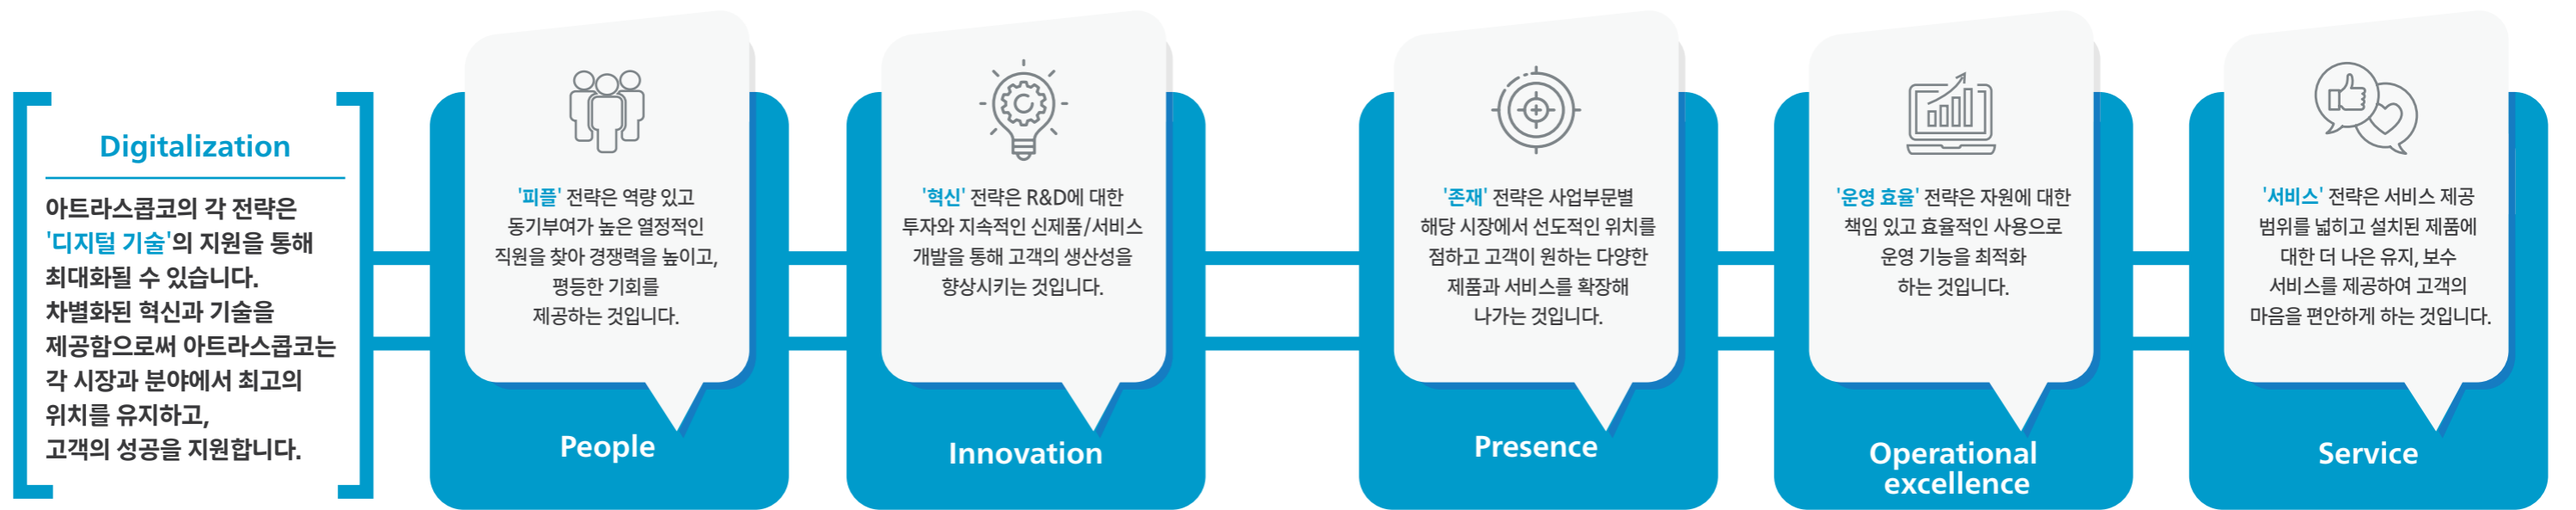 Digitalization
아트라스콥코의 각 전략은
'디지털 기술'의 지원을 통해
최대화될 수 있습니다.
차별화된 혁신과 기술을
제공함으로써 아트라스콥코는
각 시장과 분야에서 최고의
위치를 유지하고,
고객의 성공을 지원합니다.
'피플' 전략은 역량 있고
동기부여가 높은 열정적인
직원을 찾아 경쟁력을 높이고,
평등한 기회를
제공하는 것입니다.
People
'혁신' 전략은 R&D에 대한
투자와 지속적인 신제품/서비스
개발을 통해 고객의 생산성을
향상시키는 것입니다.
Innovation
'존재' 전략은 사업부문별
해당 시장에서 선도적인 위치를
점하고 고객이 원하는 다양한
제품과 서비스를 확장해
나가는 것입니다.
Presence
'운영 효율' 전략은 자원에 대한
책임 있고 효율적인 사용으로
운영 기능을 최적화
하는 것입니다.
Operational
excellence
'서비스' 전략은 서비스 제공
범위를 넓히고 설치된 제품에
대한 더 나은 유지, 보수
서비스를 제공하여 고객의
마음을 편안하게 하는 것입니다.
Service